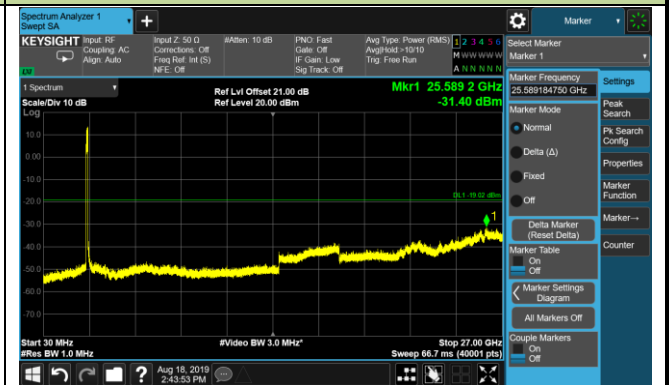 Spectrum Analyzer 1
Swept SA
+
Marker
KEYSIGHT
Input: RF
Coupling: AC
Align: Auto
Input Z: 50 Ω
Corrections: Off
Freq Ref: Int (S)
NFE: Off
#Atten: 10 dB
PNO: Fast
Gate: Off
IF Gain: Low
Sig Track: Off
Avg Type: Power (RMS)
Avg|Hold:>10/10
Trig: Free Run
1 2 3 4 5 6
M W W W W W
A N N N N N
Select Marker
Marker 1
1 Spectrum
Scale/Div 10 dB
Log
Ref Lvl Offset 21.00 dB
Ref Level 20.00 dBm
Mkr1 25.589 2 GHz
-31.40 dBm
10.0
0.00
-10.0
-20.0
-30.0
-40.0
-50.0
-60.0
-70.0
DL1 -19.02 dBm
1
Start 30 MHz
#Res BW 1.0 MHz
#Video BW 3.0 MHz*
Stop 27.00 GHz
Sweep 66.7 ms (40001 pts)
Marker Frequency
25.589184750 GHz
Marker Mode
Normal
Delta (Δ)
Fixed
Off
Delta Marker
(Reset Delta)
Marker Table
On
Off
Marker Settings
Diagram
All Markers Off
Couple Markers
On
Off
Settings
Peak
Search
Pk Search
Config
Properties
Marker
Function
Marker→
Counter
?
Aug 18, 2019
2:43:53 PM